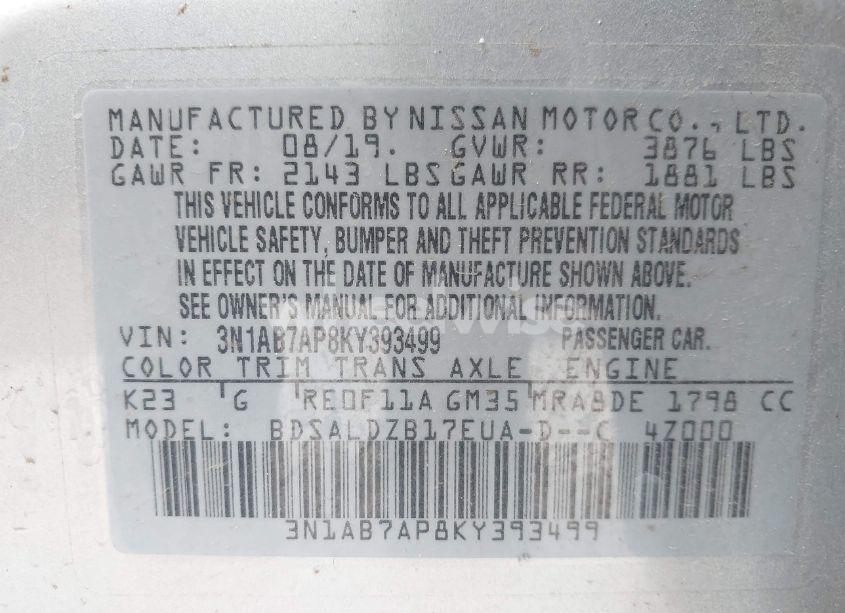 MANUFACTURED BY NISSAN MOTOR CO., LTD.
DATE: 08/19. GVWR: 3876 LBS
GAWR FR: 2143 LBS GAWR RR: 1881 LBS
THIS VEHICLE CONFORMS TO ALL APPLICABLE FEDERAL MOTOR
VEHICLE SAFETY, BUMPER AND THEFT PREVENTION STANDARDS
IN EFFECT ON THE DATE OF MANUFACTURE SHOWN ABOVE.
SEE OWNER'S MANUAL FOR ADDITIONAL INFORMATION.
VIN: 3N1AB7AP8KY393499 PASSENGER CAR.
COLOR TRIM TRANS AXLE ENGINE
K23 G RE0F11A GM35 MRA8DE 1798 CC
MODEL: BDSALDZB17EUA-D--C 4Z000
3N1AB7AP8KY393499